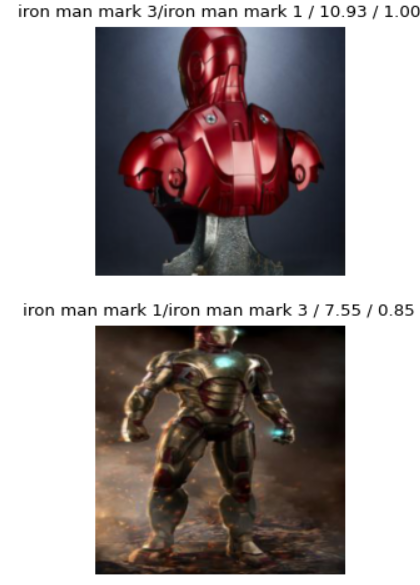 iron man mark 3/iron man mark 1 / 10.93 / 1.00
iron man mark 1/iron man mark 3 / 7.55 / 0.85